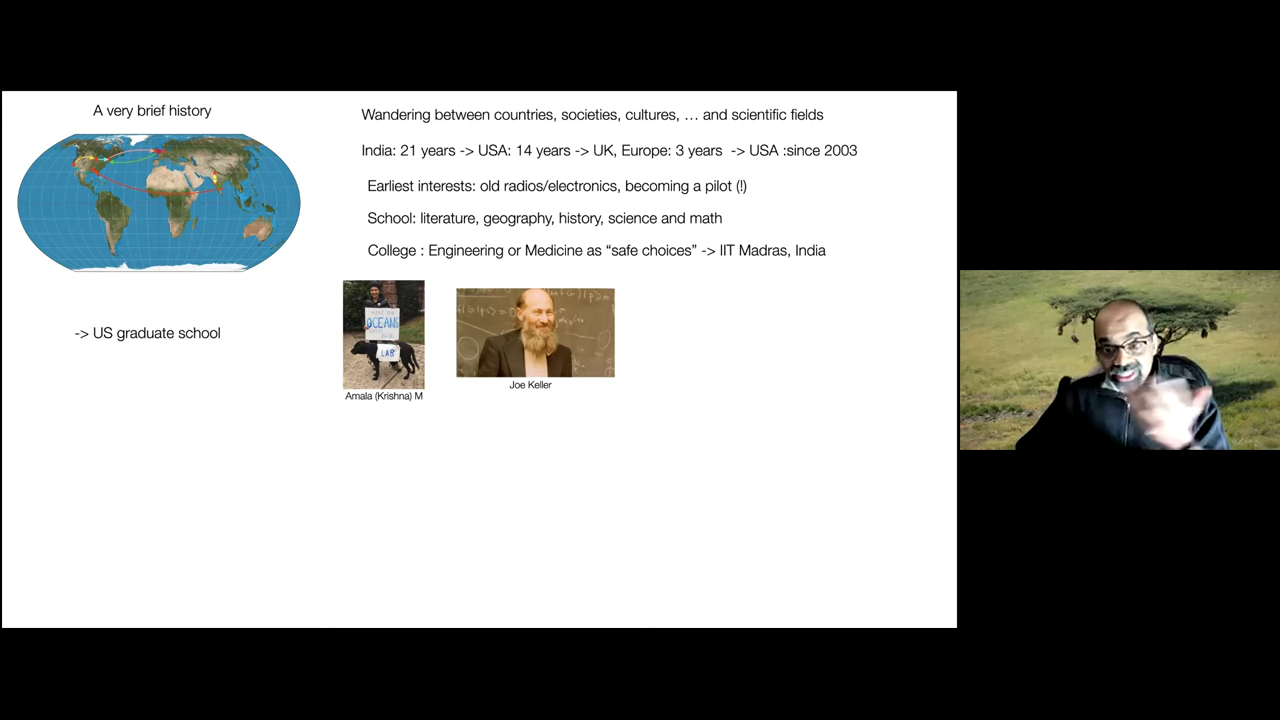 A very brief history
Wandering between countries, societies, cultures, … and scientific fields
India: 21 years -> USA: 14 years -> UK, Europe: 3 years -> USA :since 2003
Earliest interests: old radios/electronics, becoming a pilot (!)
School: literature, geography, history, science and math
College : Engineering or Medicine as “safe choices” -> IIT Madras, India
-> US graduate school
OCEANS
LAB
Amala (Krishna) M
Joe Keller